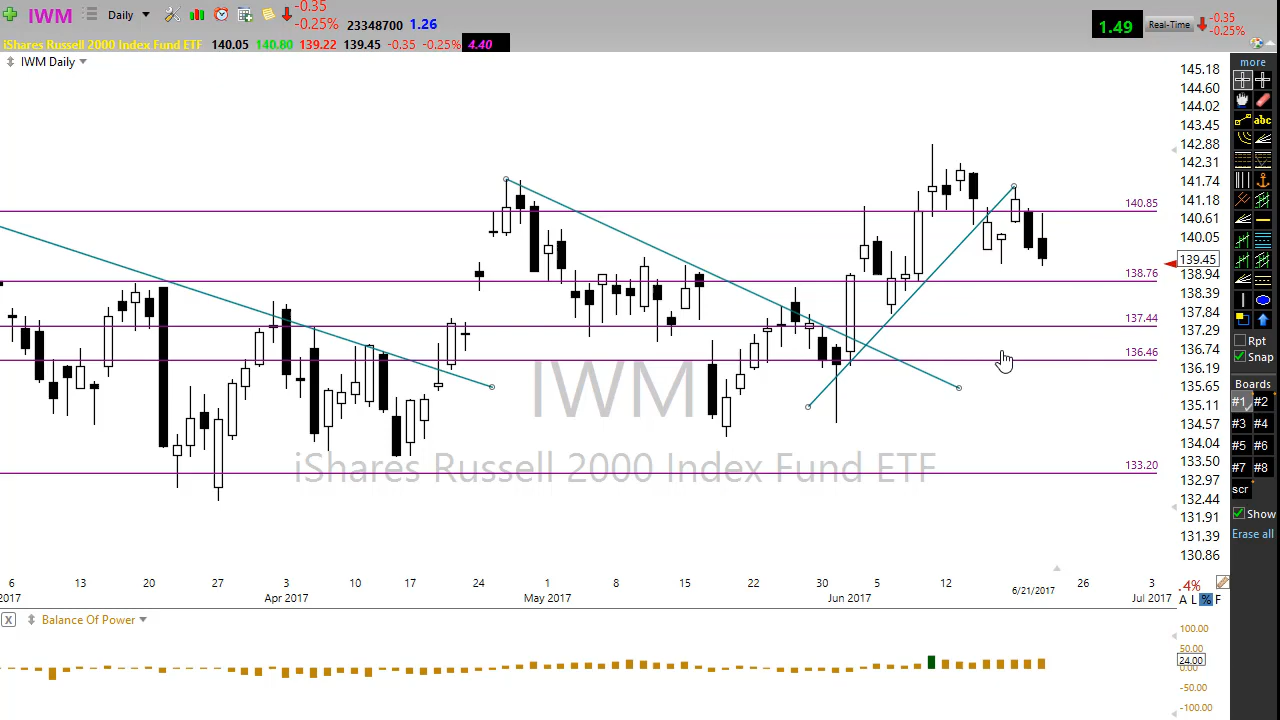 IWM Daily -0.35 -0.25% 23348700 1.26 1.49 Real-Time -0.35 -0.25%
iShares Russell 2000 Index Fund ETF 140.05 140.80 139.22 139.45 -0.35 -0.25% 4.40
IWM Daily
more
145.18
144.60
144.02
abc
143.45
142.88
142.31
141.74
140.85 141.18
140.61
140.05
139.45
138.76 138.94
138.39
137.44 137.84
137.29
Rpt
136.46 136.74
Snap
136.19
IWM
Boards
135.65
#1 #2
135.11
#3 #4
134.57
#5 #6
134.04
iShares Russell 2000 Index Fund ETF
133.20 133.50
#7 #8
132.97
scr
132.44
Show
131.91
Erase all
131.39
130.86
6 13 20 27 3 10 17 24 1 8 15 22 30 5 12 26 3
2017 Apr 2017 May 2017 Jun 2017 6/21/2017 Jul 2017
.4%
A L % F
X Balance Of Power
100.00
50.00
24.00
0.00
-50.00
-100.00